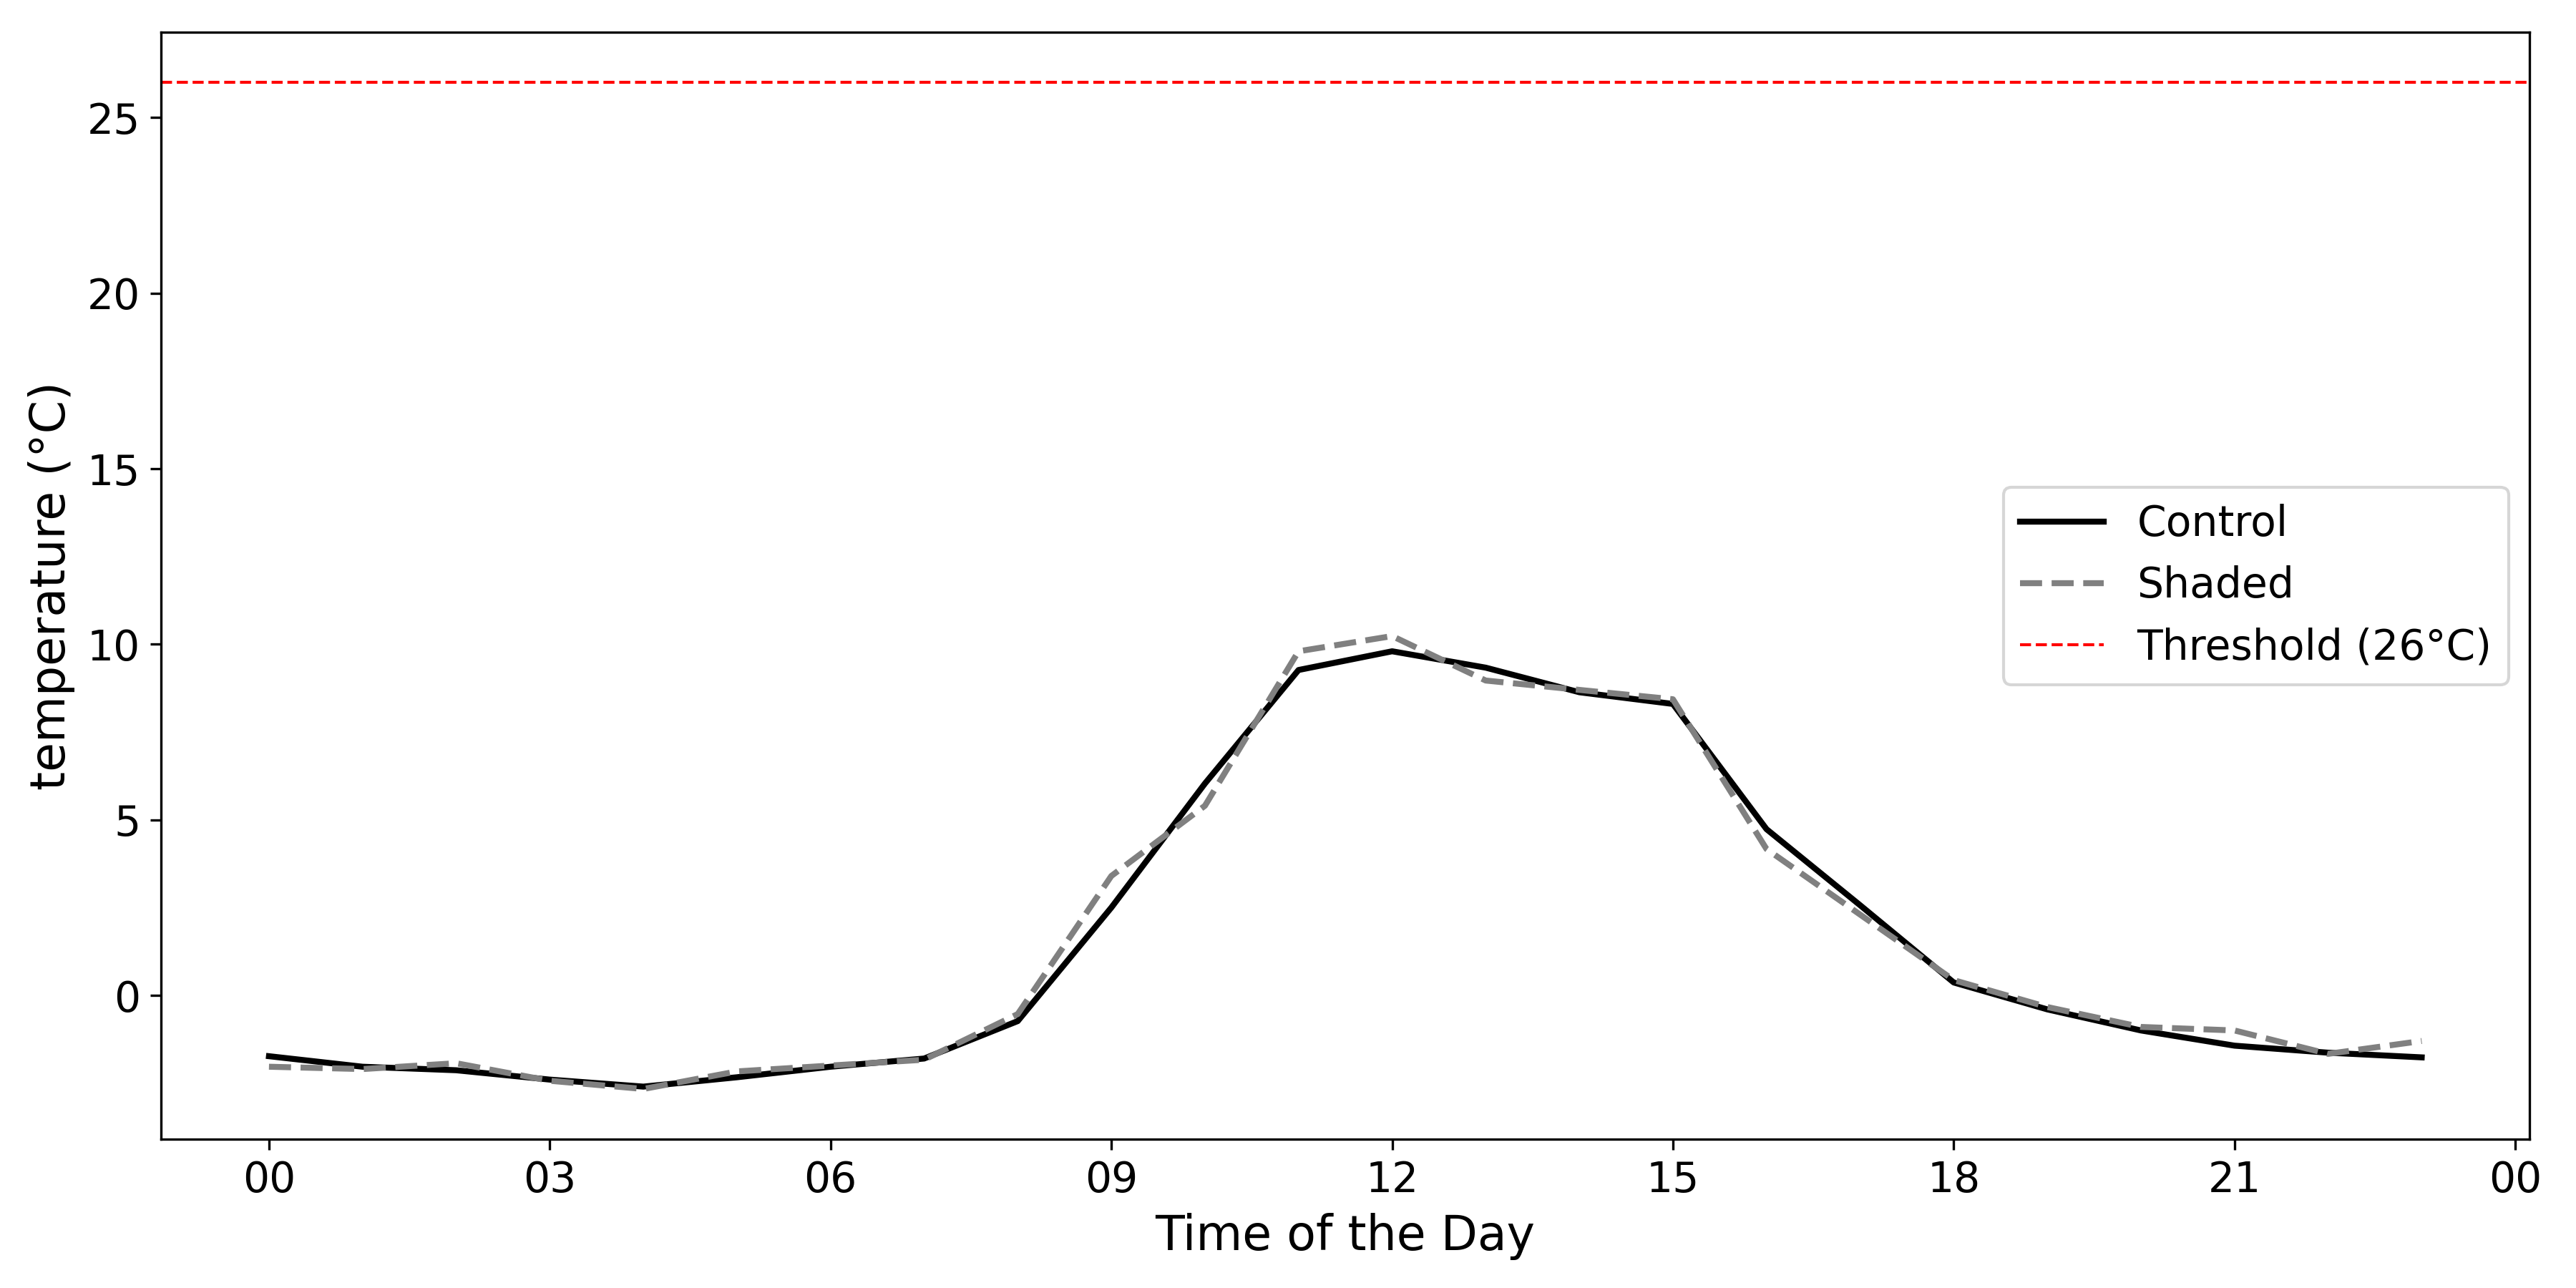 temperature (°C)
25
20
15
10
5
0
Control
Shaded
Threshold (26°C)
00 03 06 09 12 15 18 21 00
Time of the Day